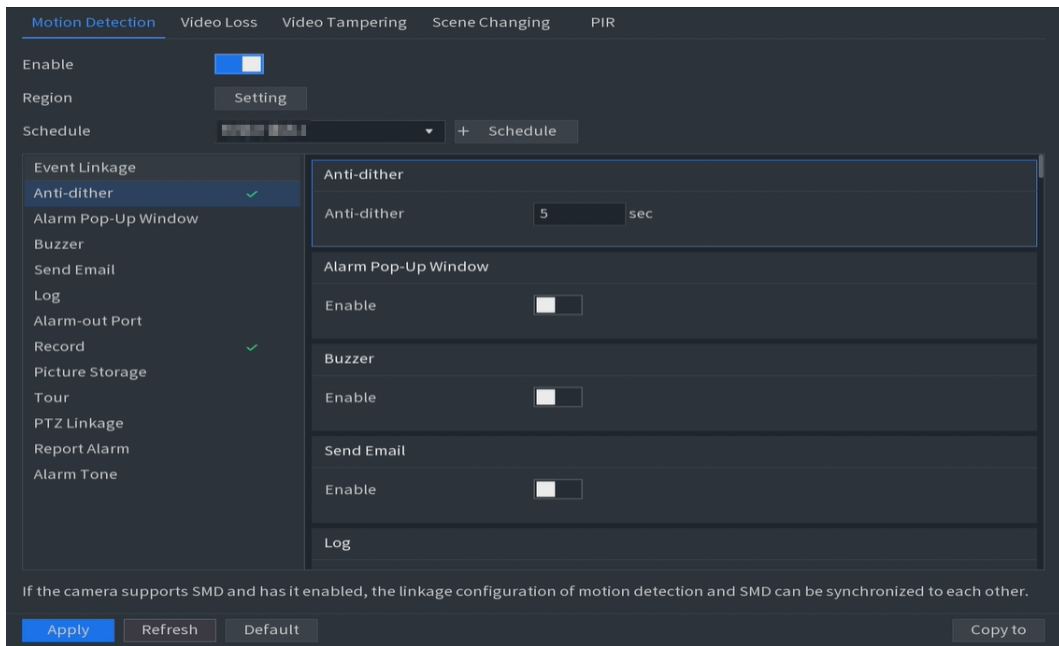 Motion Detection Video Loss Video Tampering Scene Changing PIR
Enable
Region Setting
Schedule + Schedule
Event Linkage
Anti-dither
Alarm Pop-Up Window
Buzzer
Send Email
Log
Alarm-out Port
Record
Picture Storage
Tour
PTZ Linkage
Report Alarm
Alarm Tone
Anti-dither
Anti-dither 5 sec
Alarm Pop-Up Window
Enable
Buzzer
Enable
Send Email
Enable
Log
If the camera supports SMD and has it enabled, the linkage configuration of motion detection and SMD can be synchronized to each other.
Apply Refresh Default Copy to